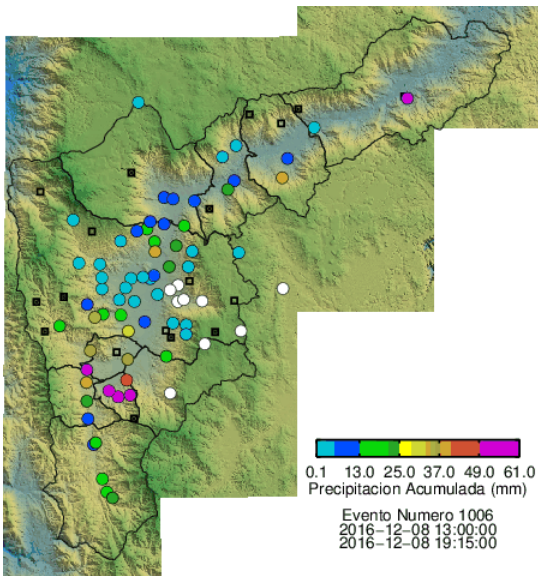 0.1 13.0 25.0 37.0 49.0 61.0
Precipitacion Acumulada (mm)
Evento Numero 1006
2016-12-08 13:00:00
2016-12-08 19:15:00